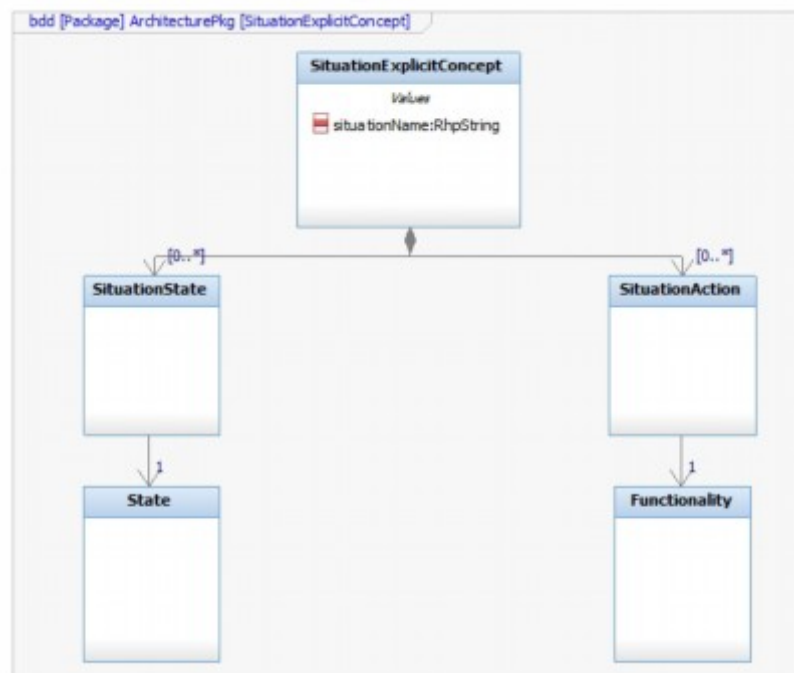 bdd [Package] ArchitecturePkg [SituationExplicitConcept]
SituationExplicitConcept
Values
situationName:RhpString
[0..*]
[0..*]
SituationState
SituationAction
1
1
State
Functionality